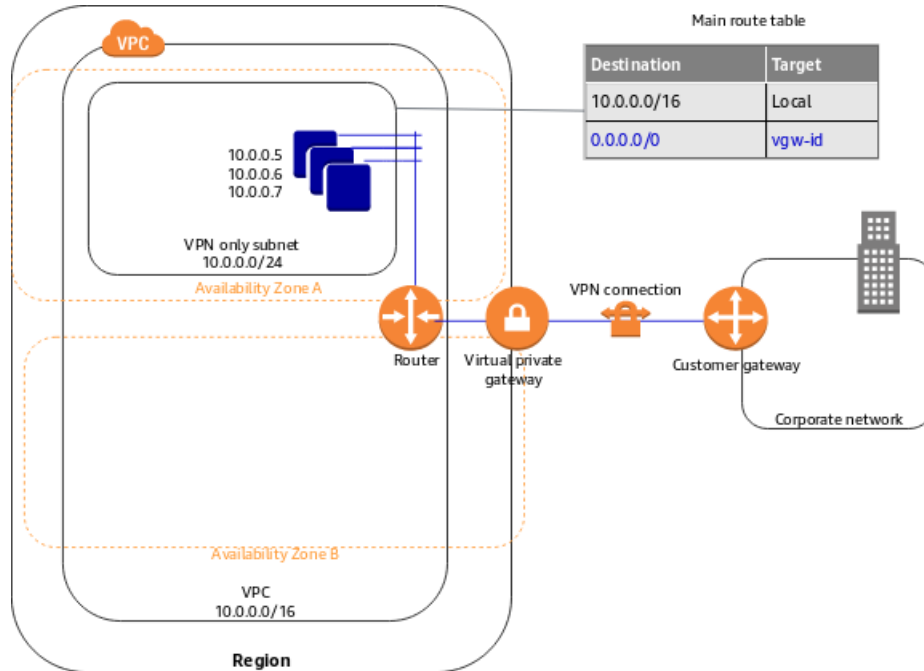 Main route table
VPC
Destination Target
10.0.0.0/16 Local
0.0.0.0/0 vgw-id
10.0.0.5
10.0.0.6
10.0.0.7
VPN only subnet
10.0.0.0/24
Availability Zone A
VPN connection
Router
Virtual private
gateway
Customer gateway
Corporate network
Availability Zone B
VPC
10.0.0.0/16
Region